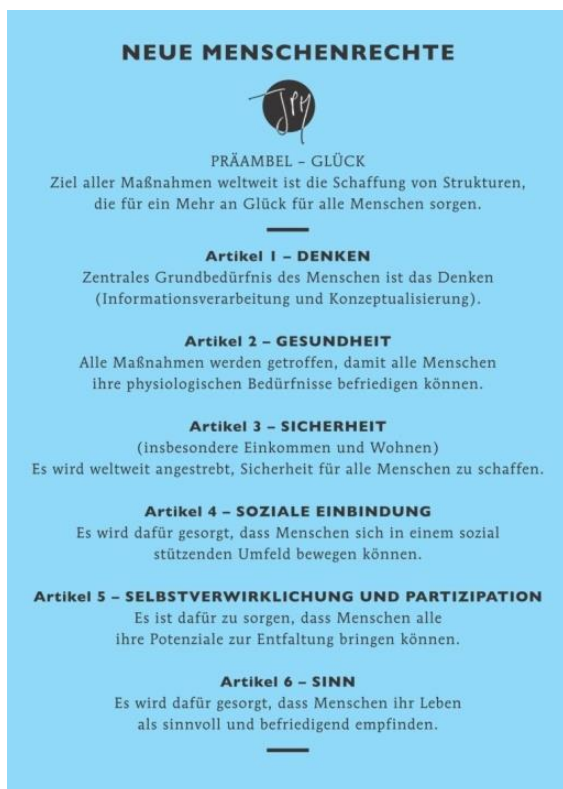 NEUE MENSCHENRECHTE
JPM
PRÄAMBEL – GLÜCK
Ziel aller Maßnahmen weltweit ist die Schaffung von Strukturen,
die für ein Mehr an Glück für alle Menschen sorgen.
Artikel 1 – DENKEN
Zentrales Grundbedürfnis des Menschen ist das Denken
(Informationsverarbeitung und Konzeptualisierung).
Artikel 2 – GESUNDHEIT
Alle Maßnahmen werden getroffen, damit alle Menschen
ihre physiologischen Bedürfnisse befriedigen können.
Artikel 3 – SICHERHEIT
(insbesondere Einkommen und Wohnen)
Es wird weltweit angestrebt, Sicherheit für alle Menschen zu schaffen.
Artikel 4 – SOZIALE EINBINDUNG
Es wird dafür gesorgt, dass Menschen sich in einem sozial
stützenden Umfeld bewegen können.
Artikel 5 – SELBSTVERWIRKLICHUNG UND PARTIZIPATION
Es ist dafür zu sorgen, dass Menschen alle
ihre Potenziale zur Entfaltung bringen können.
Artikel 6 – SINN
Es wird dafür gesorgt, dass Menschen ihr Leben
als sinnvoll und befriedigend empfinden.